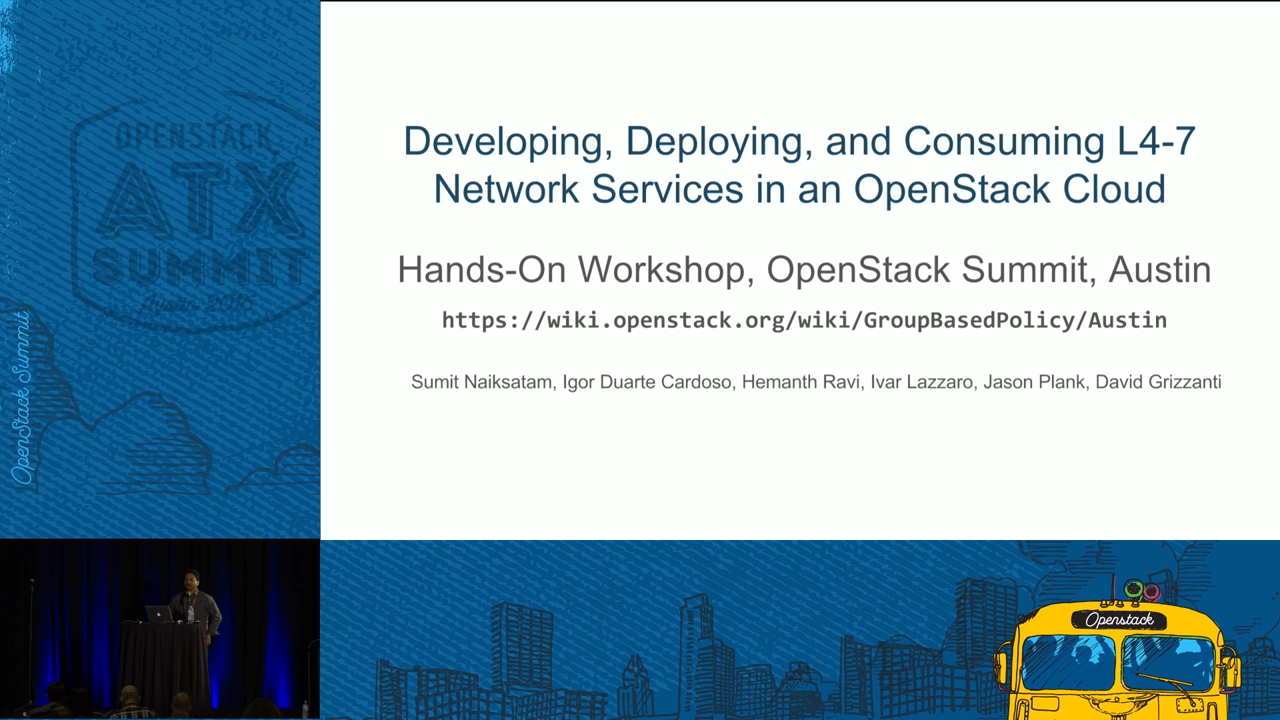 Developing, Deploying, and Consuming L4-7
Network Services in an OpenStack Cloud
Hands-On Workshop, OpenStack Summit, Austin
https://wiki.openstack.org/wiki/GroupBasedPolicy/Austin
Sumit Naiksatam, Igor Duarte Cardoso, Hemanth Ravi, Ivar Lazzaro, Jason Plank, David Grizzanti
OPENSTACK
ATX
SUMMIT
Austin 2016
OpenStack Summit
Openstack